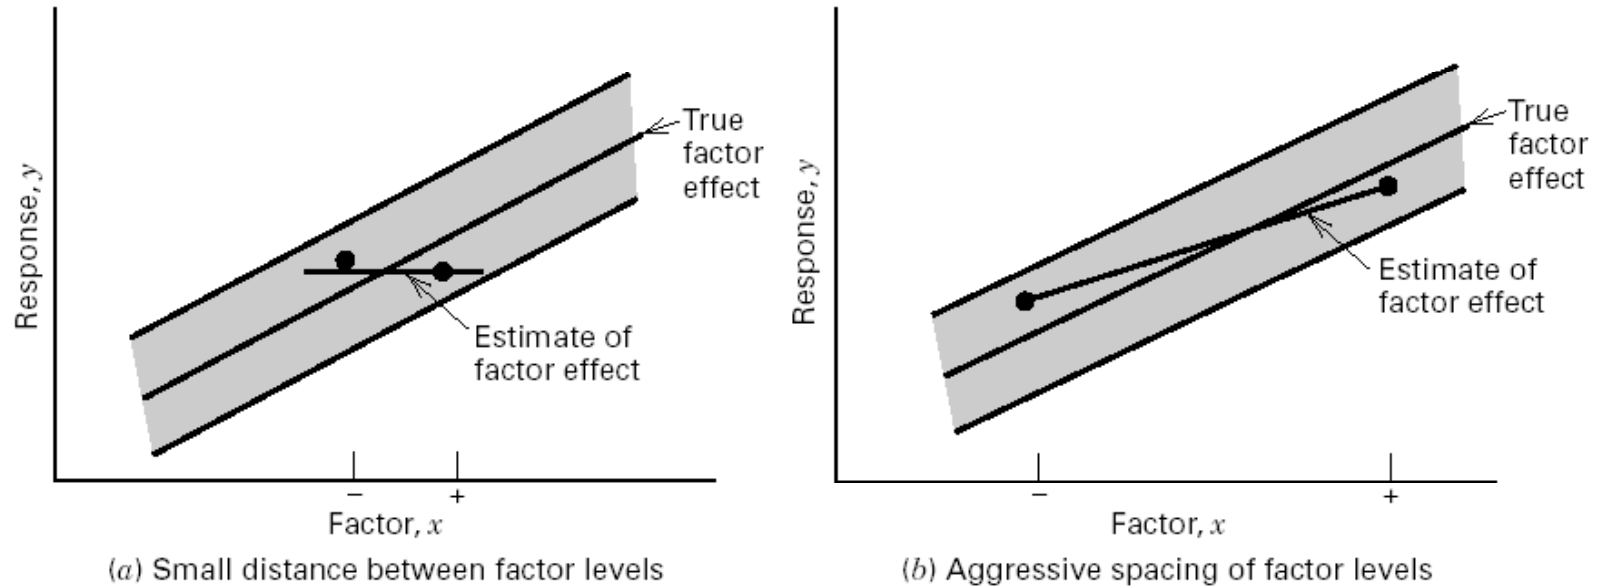 Response, y
True
factor
effect
Estimate of
factor effect
−
+
Factor, x
(a) Small distance between factor levels
Response, y
True
factor
effect
Estimate of
factor effect
−
+
Factor, x
(b) Aggressive spacing of factor levels